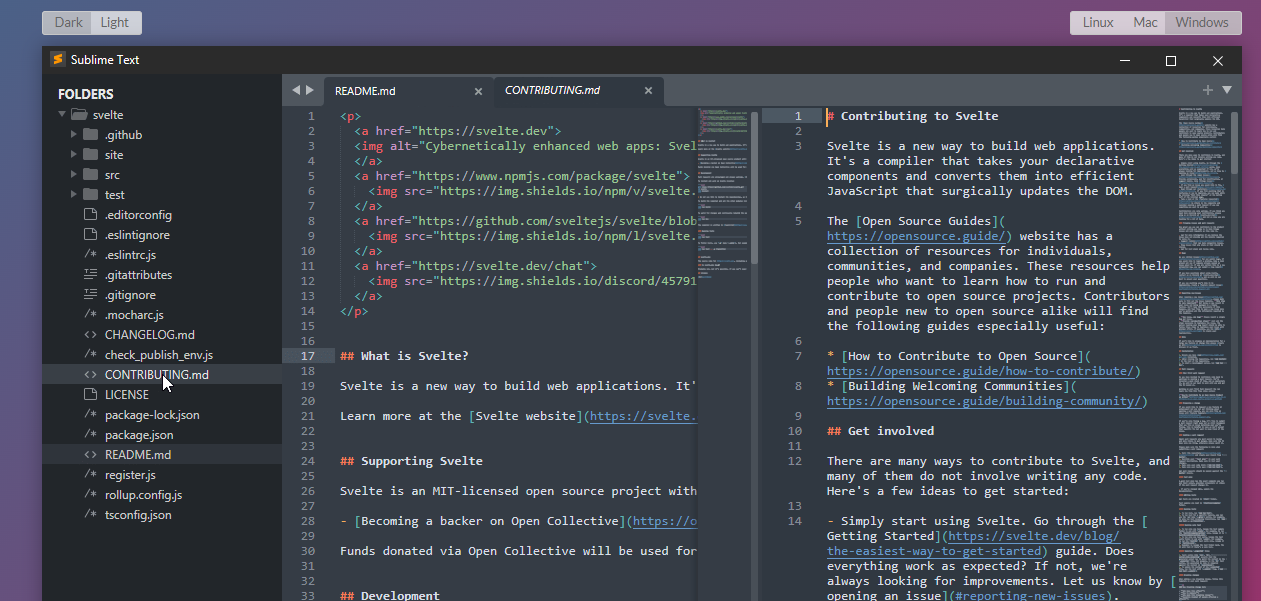 Dark Light
Linux Mac Windows
Sublime Text
FOLDERS
svelte
.github
site
src
test
.editorconfig
.eslintignore
.eslintrc.js
.gitattributes
.gitignore
.mocharc.js
CHANGELOG.md
check_publish_env.js
CONTRIBUTING.md
LICENSE
package-lock.json
package.json
README.md
register.js
rollup.config.js
tsconfig.json
README.md
CONTRIBUTING.md
1 <p>
2 <a href="https://svelte.dev">
3 <img alt="Cybernetically enhanced web apps: Svel
4 </a>
5 <a href="https://www.npmjs.com/package/svelte">
6 <img src="https://img.shields.io/npm/v/svelte.
7 </a>
8 <a href="https://github.com/sveltejs/svelte/blob
9 <img src="https://img.shields.io/npm/l/svelte.
10 </a>
11 <a href="https://svelte.dev/chat">
12 <img src="https://img.shields.io/discord/45791
13 </a>
14 </p>
15
16
17 ## What is Svelte?
18
19 Svelte is a new way to build web applications. It'
20
21 Learn more at the [Svelte website](https://svelte.
22
23
24 ## Supporting Svelte
25
26 Svelte is an MIT-licensed open source project with
27
28 - [Becoming a backer on Open Collective](https://o
29
30 Funds donated via Open Collective will be used for
31
32
33 ## Development
1 # Contributing to Svelte
2
3 Svelte is a new way to build web applications.
It's a compiler that takes your declarative
components and converts them into efficient
JavaScript that surgically updates the DOM.
4
5 The [Open Source Guides](
https://opensource.guide/) website has a
collection of resources for individuals,
communities, and companies. These resources help
people who want to learn how to run and
contribute to open source projects. Contributors
and people new to open source alike will find
the following guides especially useful:
6
7 * [How to Contribute to Open Source](
https://opensource.guide/how-to-contribute/)
8 * [Building Welcoming Communities](
https://opensource.guide/building-community/)
9
10 ## Get involved
11
12 There are many ways to contribute to Svelte, and
many of them do not involve writing any code.
Here's a few ideas to get started:
13
14 - Simply start using Svelte. Go through the [
Getting Started](https://svelte.dev/blog/
the-easiest-way-to-get-started) guide. Does
everything work as expected? If not, we're
always looking for improvements. Let us know by [
opening an issue](#reporting-new-issues).